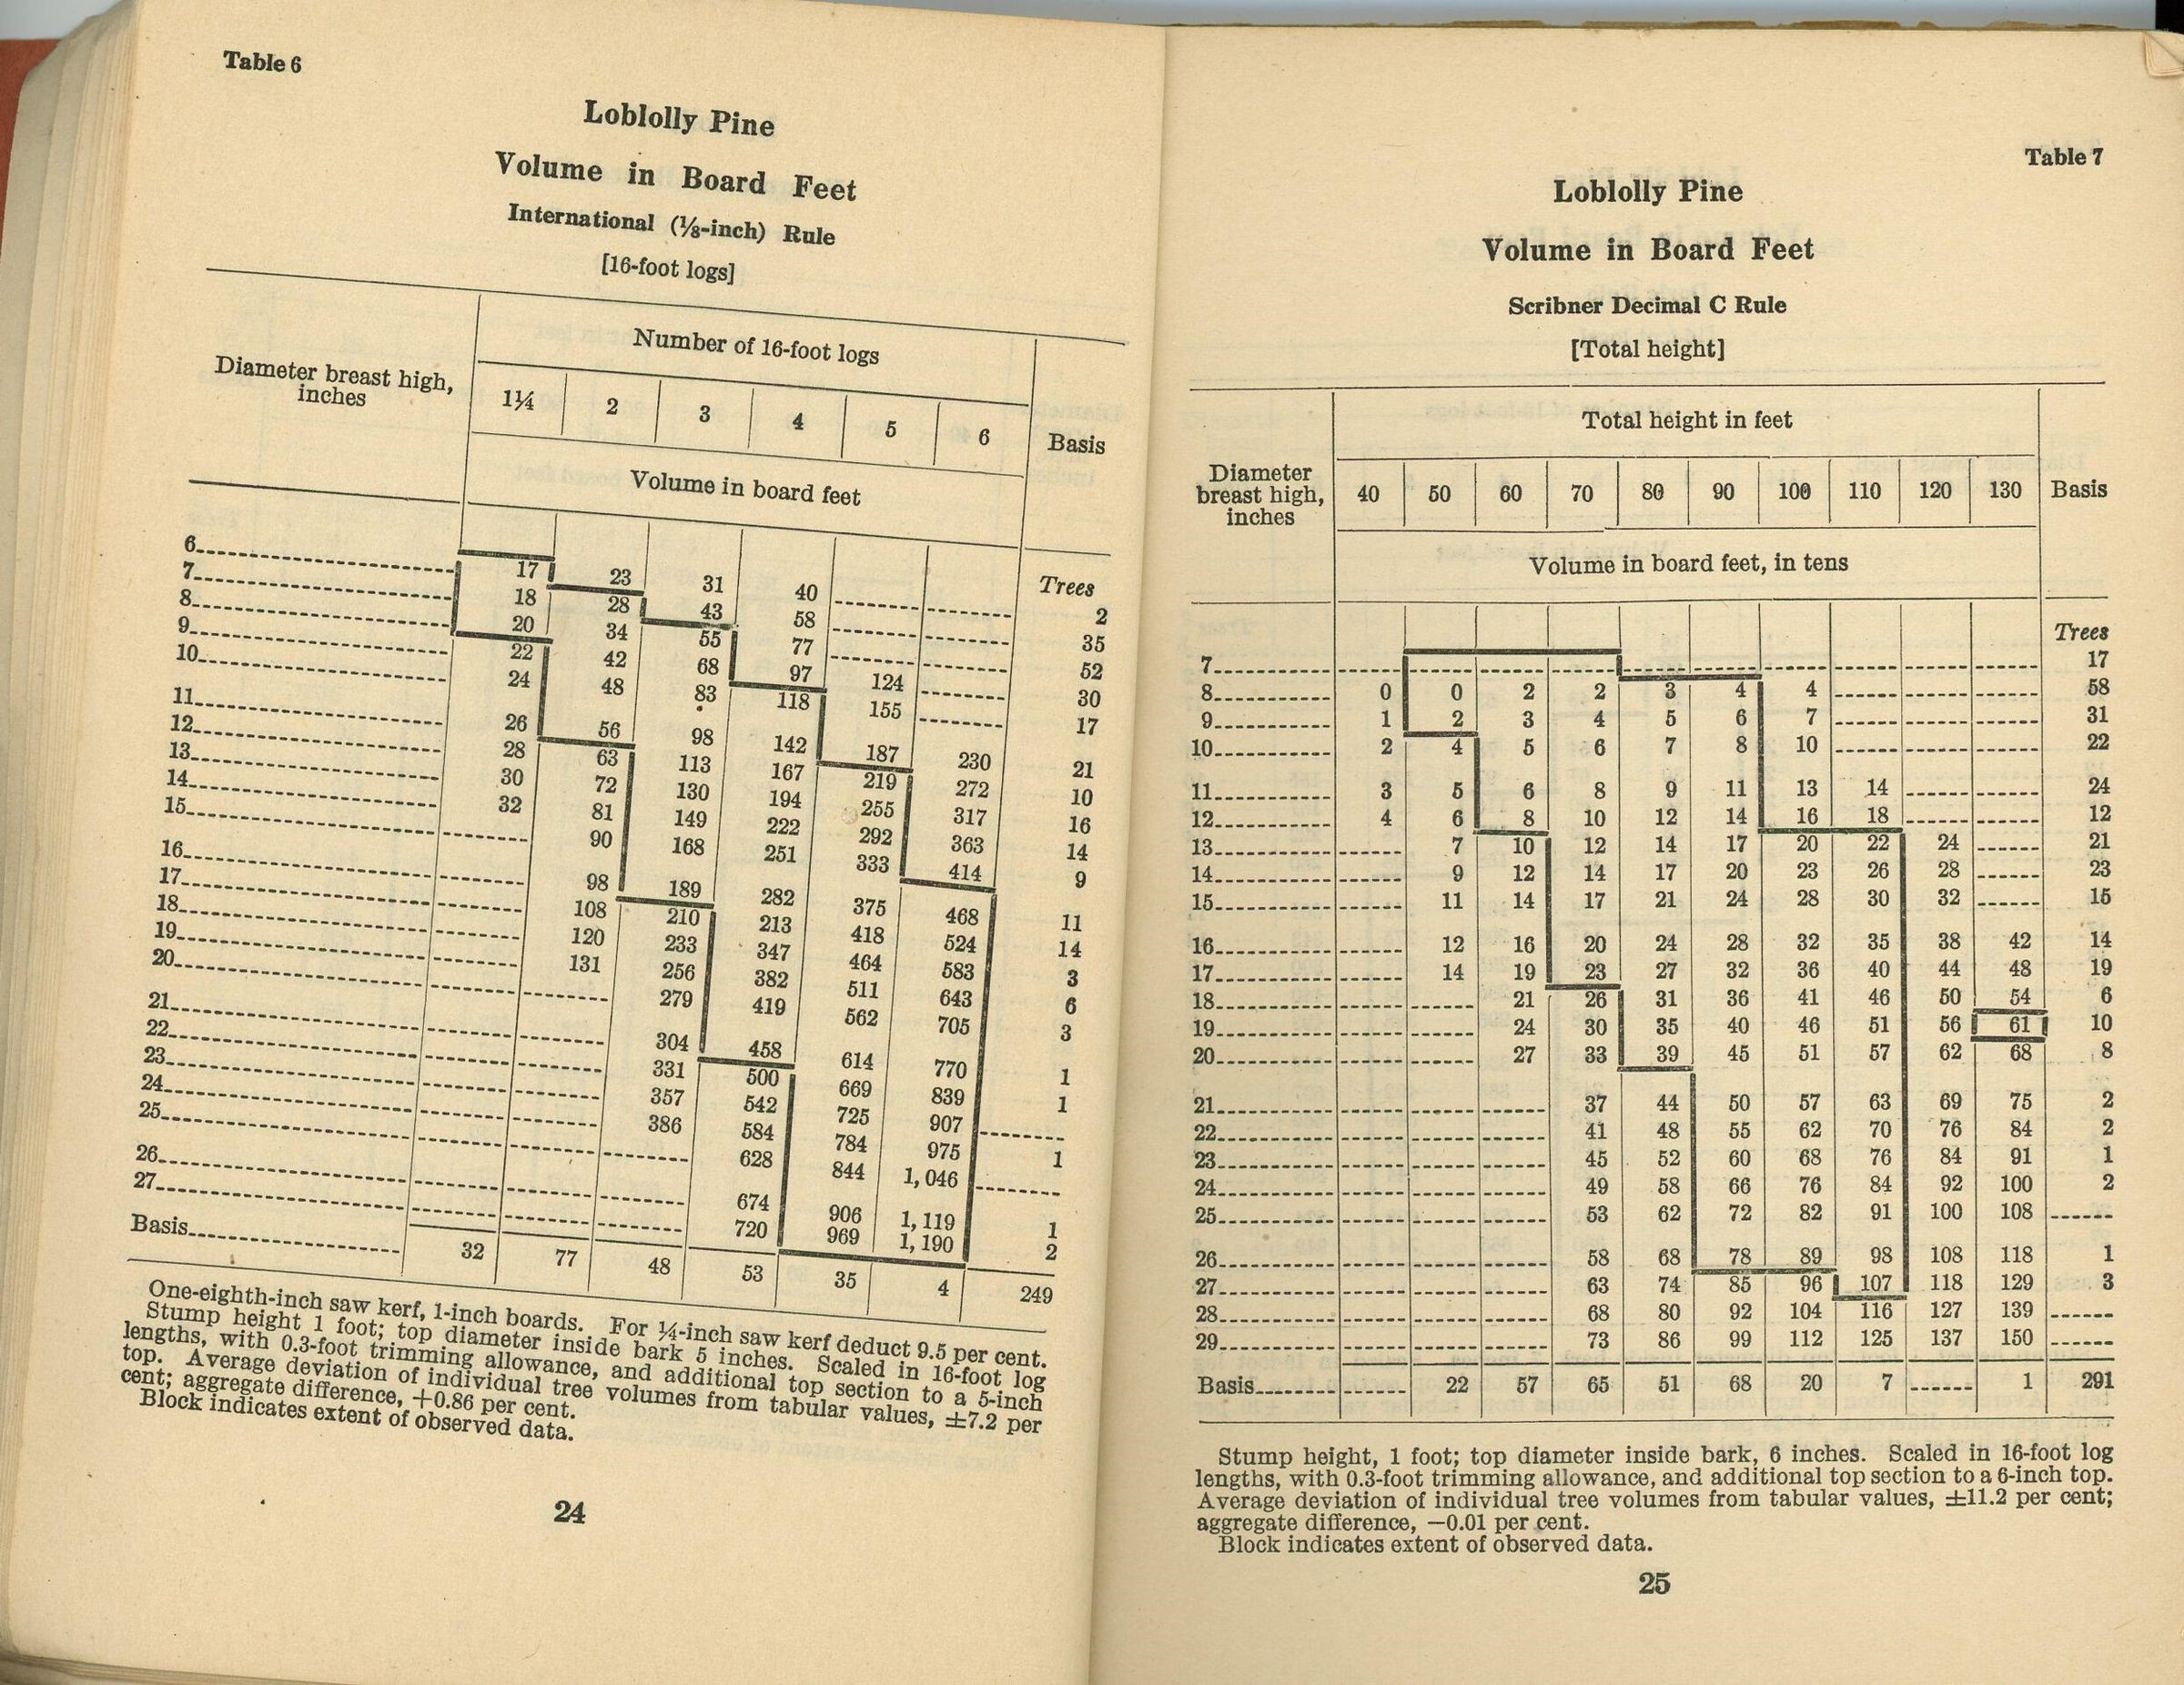 Table 6
Loblolly Pine
Volume in Board Feet
International (⅛-inch) Rule
[16-foot logs]
Diameter breast high, inches
Number of 16-foot logs
1¼ 2 3 4 5 6
Basis
Volume in board feet
Trees
6 17 23 31 40 ------ ------ 2
7 18 28 43 58 ------ ------ 35
8 20 34 55 77 ------ ------ 52
9 22 42 68 97 124 ------ 30
10 24 48 83 118 155 ------ 17
11 26 56 98 142 187 230 21
12 28 63 113 167 219 272 10
13 30 72 130 194 255 317 16
14 32 81 149 222 292 363 14
15 ------ 90 168 251 333 414 9
16 ------ 98 189 282 375 468 11
17 ------ 108 210 213 418 524 14
18 ------ 120 233 347 464 583 3
19 ------ 131 256 382 511 643 6
20 ------ ------ 279 419 562 705 3
21 ------ ------ 304 458 614 770 1
22 ------ ------ 331 500 669 839 1
23 ------ ------ 357 542 725 907 ------
24 ------ ------ 386 584 784 975 1
25 ------ ------ ------ 628 844 1,046 ------
26 ------ ------ ------ 674 906 1,119 1
27 ------ ------ ------ 720 969 1,190 2
Basis 32 77 48 53 35 4 249
One-eighth-inch saw kerf, 1-inch boards. For ¼-inch saw kerf deduct 9.5 per cent.
Stump height 1 foot; top diameter inside bark 5 inches. Scaled in 16-foot log
lengths, with 0.3-foot trimming allowance, and additional top section to a 5-inch
top. Average deviation of individual tree volumes from tabular values, ±7.2 per
cent; aggregate difference, +0.86 per cent.
Block indicates extent of observed data.
24
Table 7
Loblolly Pine
Volume in Board Feet
Scribner Decimal C Rule
[Total height]
Diameter breast high, inches
Total height in feet
40 50 60 70 80 90 100 110 120 130
Basis
Volume in board feet, in tens
Trees
7 ------ ------ ------ ------ ------ ------ ------ ------ ------ ------ 17
8 0 0 2 2 3 4 4 ------ ------ ------ 58
9 1 2 3 4 5 6 7 ------ ------ ------ 31
10 2 4 5 6 7 8 10 ------ ------ ------ 22
11 3 5 6 8 9 11 13 14 ------ ------ 24
12 4 6 8 10 12 14 16 18 ------ ------ 12
13 ------ 7 10 12 14 17 20 22 24 ------ 21
14 ------ 9 12 14 17 20 23 26 28 ------ 23
15 ------ 11 14 17 21 24 28 30 32 ------ 15
16 ------ 12 16 20 24 28 32 35 38 42 14
17 ------ 14 19 23 27 32 36 40 44 48 19
18 ------ ------ 21 26 31 36 41 46 50 54 6
19 ------ ------ 24 30 35 40 46 51 56 61 10
20 ------ ------ 27 33 39 45 51 57 62 68 8
21 ------ ------ ------ 37 44 50 57 63 69 75 2
22 ------ ------ ------ 41 48 55 62 70 76 84 2
23 ------ ------ ------ 45 52 60 68 76 84 91 1
24 ------ ------ ------ 49 58 66 76 84 92 100 2
25 ------ ------ ------ 53 62 72 82 91 100 108 ------
26 ------ ------ ------ 58 68 78 89 98 108 118 1
27 ------ ------ ------ 63 74 85 96 107 118 129 3
28 ------ ------ ------ 68 80 92 104 116 127 139 ------
29 ------ ------ ------ 73 86 99 112 125 137 150 ------
Basis ------ 22 57 65 51 68 20 7 ------ 1 291
Stump height, 1 foot; top diameter inside bark, 6 inches. Scaled in 16-foot log
lengths, with 0.3-foot trimming allowance, and additional top section to a 6-inch top.
Average deviation of individual tree volumes from tabular values, ±11.2 per cent;
aggregate difference, −0.01 per cent.
Block indicates extent of observed data.
25